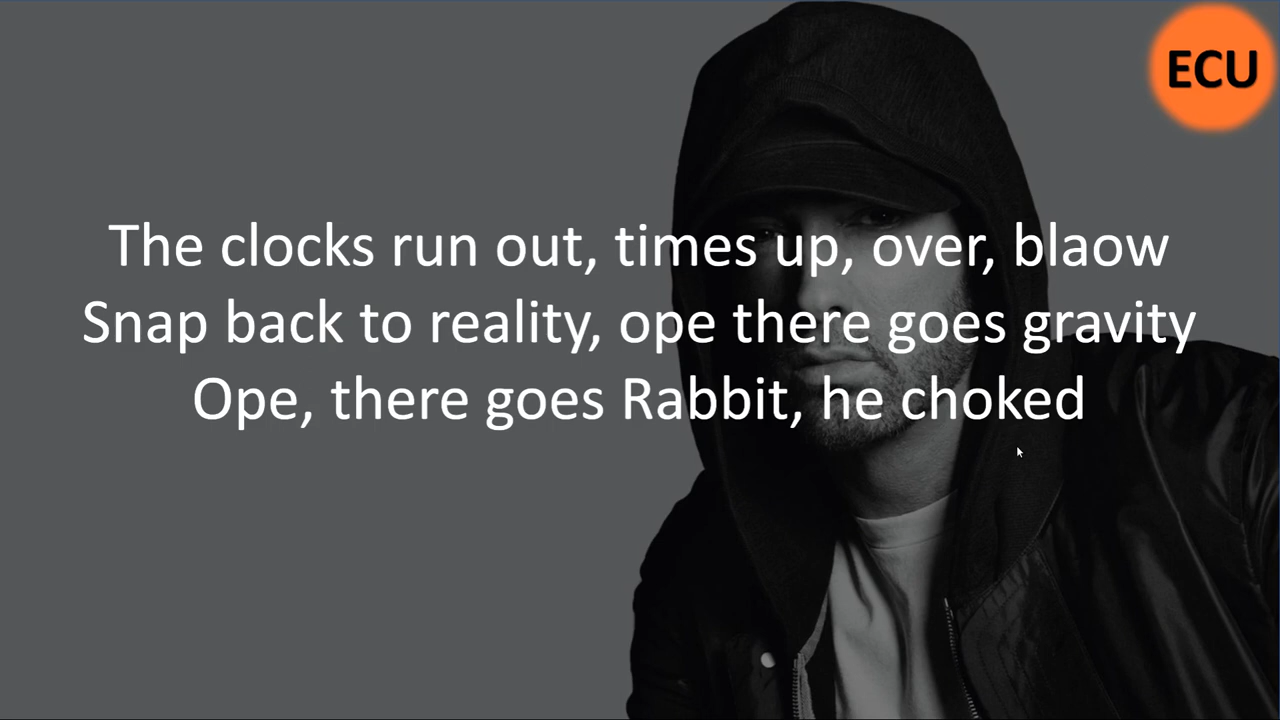 ECU
The clocks run out, times up, over, blaow
Snap back to reality, ope there goes gravity
Ope, there goes Rabbit, he choked